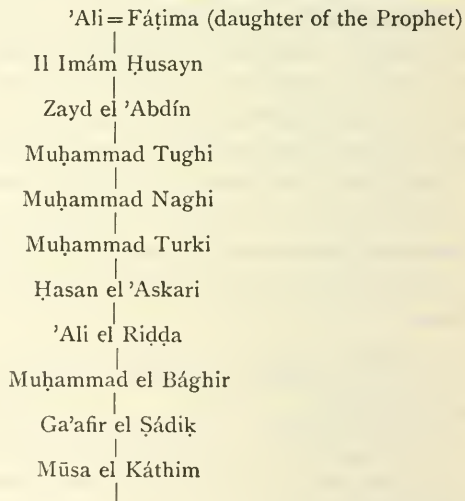 ’Ali = Fáṭima (daughter of the Prophet)
Il Imám Ḥusayn
Zayd el ’Abdín
Muḥammad Tughi
Muḥammad Naghi
Muḥammad Turki
Ḥasan el ’Askari
’Ali el Riḍḍa
Muḥammad el Bághir
Ga’afir el Ṣádiḳ
Mūsa el Káthim